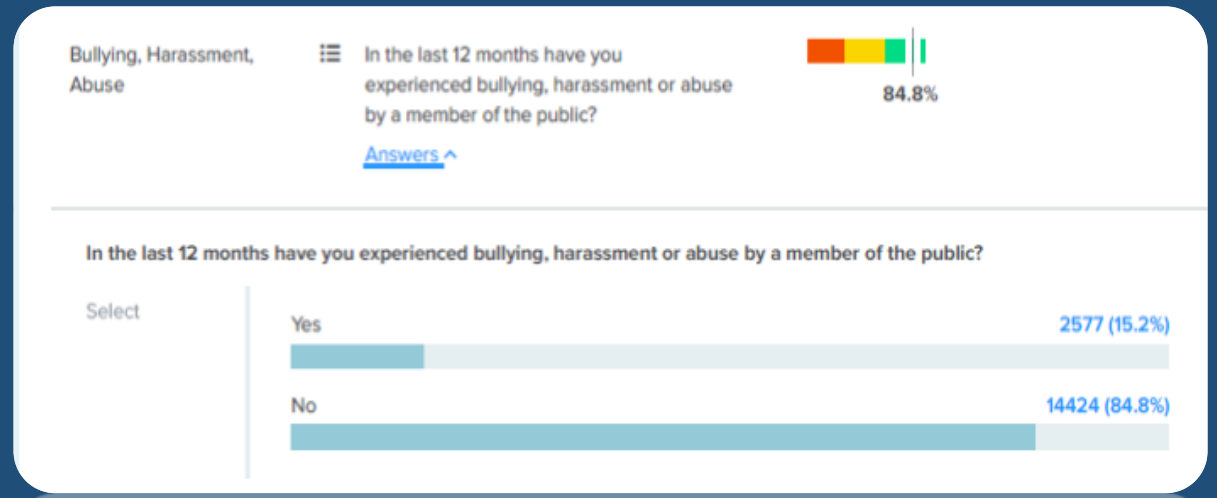 Bullying, Harassment,
Abuse
In the last 12 months have you
experienced bullying, harassment or abuse
by a member of the public?
Answers
84.8%
In the last 12 months have you experienced bullying, harassment or abuse by a member of the public?
Select
Yes
2577 (15.2%)
No
14424 (84.8%)